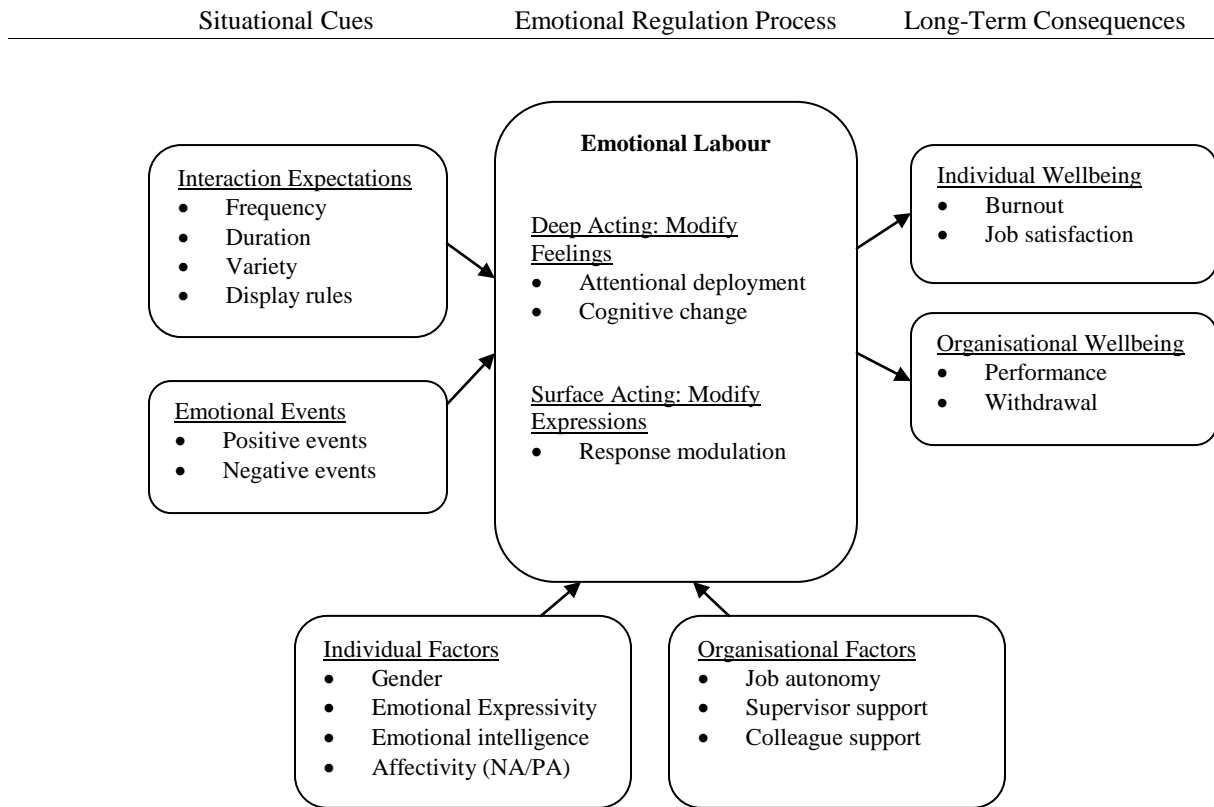 Situational Cues
Emotional Regulation Process
Long-Term Consequences
Interaction Expectations
• Frequency
• Duration
• Variety
• Display rules
Emotional Events
• Positive events
• Negative events
Emotional Labour
Deep Acting: Modify
Feelings
• Attentional deployment
• Cognitive change
Surface Acting: Modify
Expressions
• Response modulation
Individual Wellbeing
• Burnout
• Job satisfaction
Organisational Wellbeing
• Performance
• Withdrawal
Individual Factors
• Gender
• Emotional Expressivity
• Emotional intelligence
• Affectivity (NA/PA)
Organisational Factors
• Job autonomy
• Supervisor support
• Colleague support